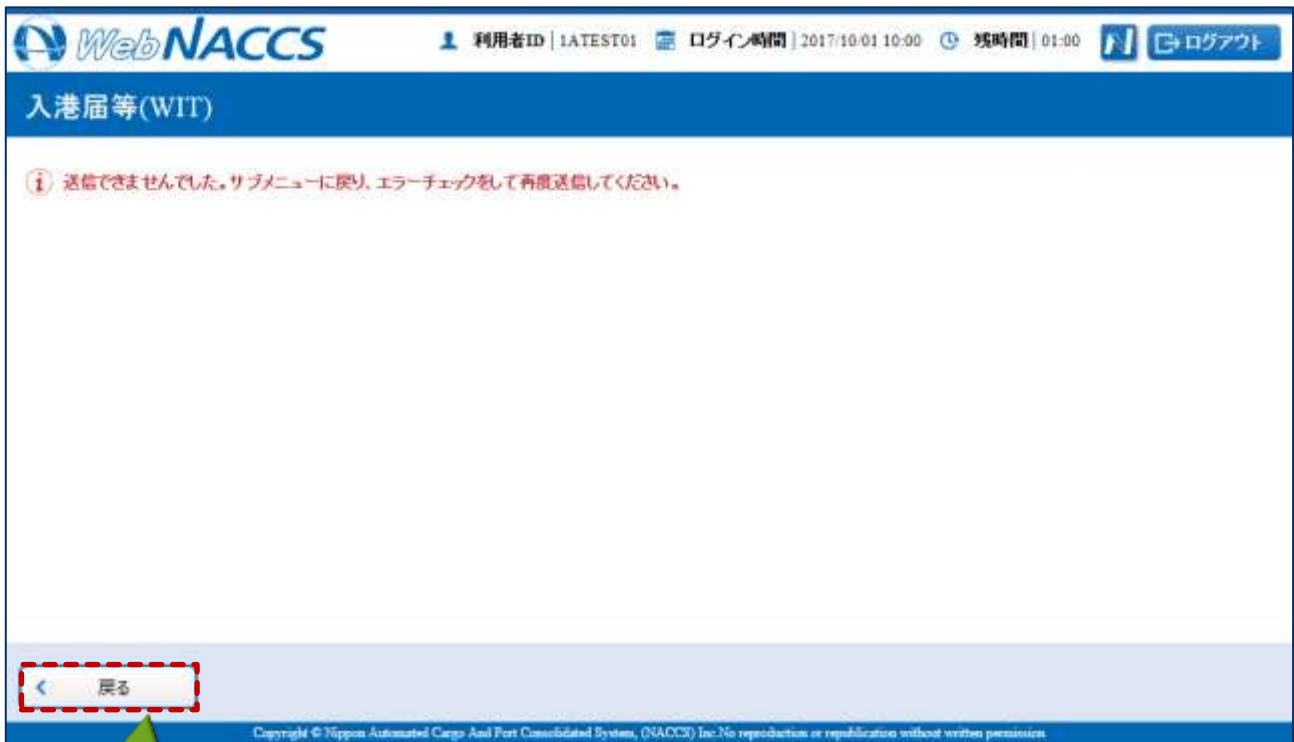 WebNACCS 利用者ID | 1ATEST01 ログイン時間 | 2017/10/01 10:00 残時間 | 01:00 ログアウト
入港届等(WIT)
送信できませんでした。サブメニューに戻り、エラーチェックをして再度送信してください。
戻る
Copyright © Nippon Automated Cargo And Port Consolidated System, (NACCS) Inc.No reproduction or republication without written permission